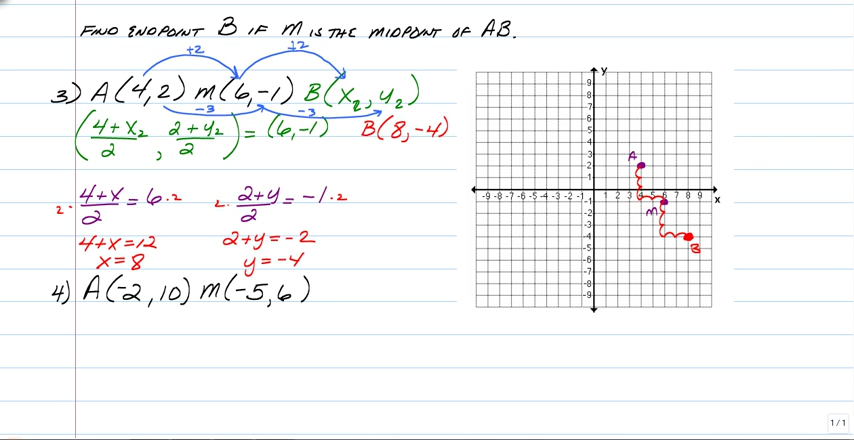 FIND ENDPOINT B IF M IS THE MIDPOINT OF AB.
+2 +2
3) A(4,2) M(6,-1) B(x₂,y₂)
-3 -3
((4+x₂)/2, (2+y₂)/2) = (6,-1) B(8,-4)
2· (4+x)/2 = 6·2 2· (2+y)/2 = -1·2
4+x=12 2+y=-2
x=8 y=-4
4) A(-2,10) M(-5,6)
y
9
8
7
6
5
4
3
2
1
-9 -8 -7 -6 -5 -4 -3 -2 -1 1 2 3 4 5 6 7 8 9 x
-1
-2
-3
-4
-5
-6
-7
-8
-9
A
M
B
1 / 1